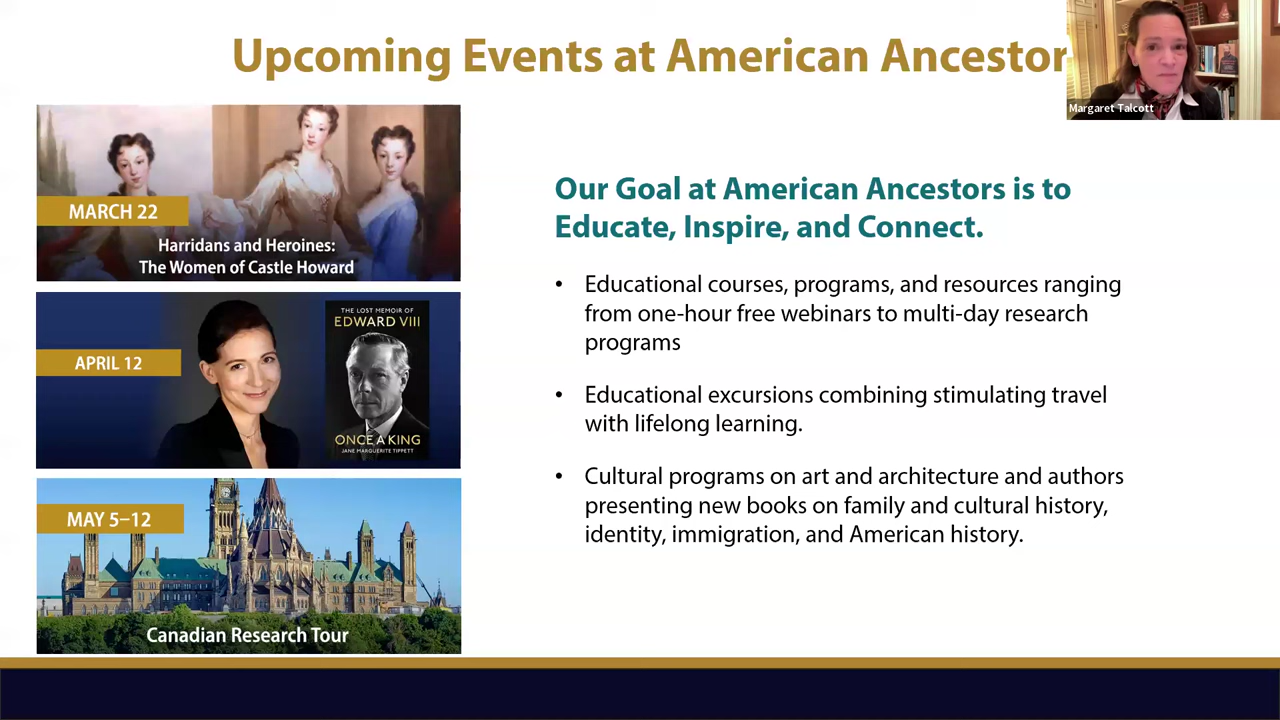 Upcoming Events at American Ancestor
Margaret Talcott
MARCH 22
Harridans and Heroines:
The Women of Castle Howard
THE LOST MEMOIR OF
EDWARD VIII
APRIL 12
ONCE A KING
JANE MARGUERITE TIPPETT
MAY 5–12
Canadian Research Tour
Our Goal at American Ancestors is to
Educate, Inspire, and Connect.
• Educational courses, programs, and resources ranging
from one-hour free webinars to multi-day research
programs
• Educational excursions combining stimulating travel
with lifelong learning.
• Cultural programs on art and architecture and authors
presenting new books on family and cultural history,
identity, immigration, and American history.